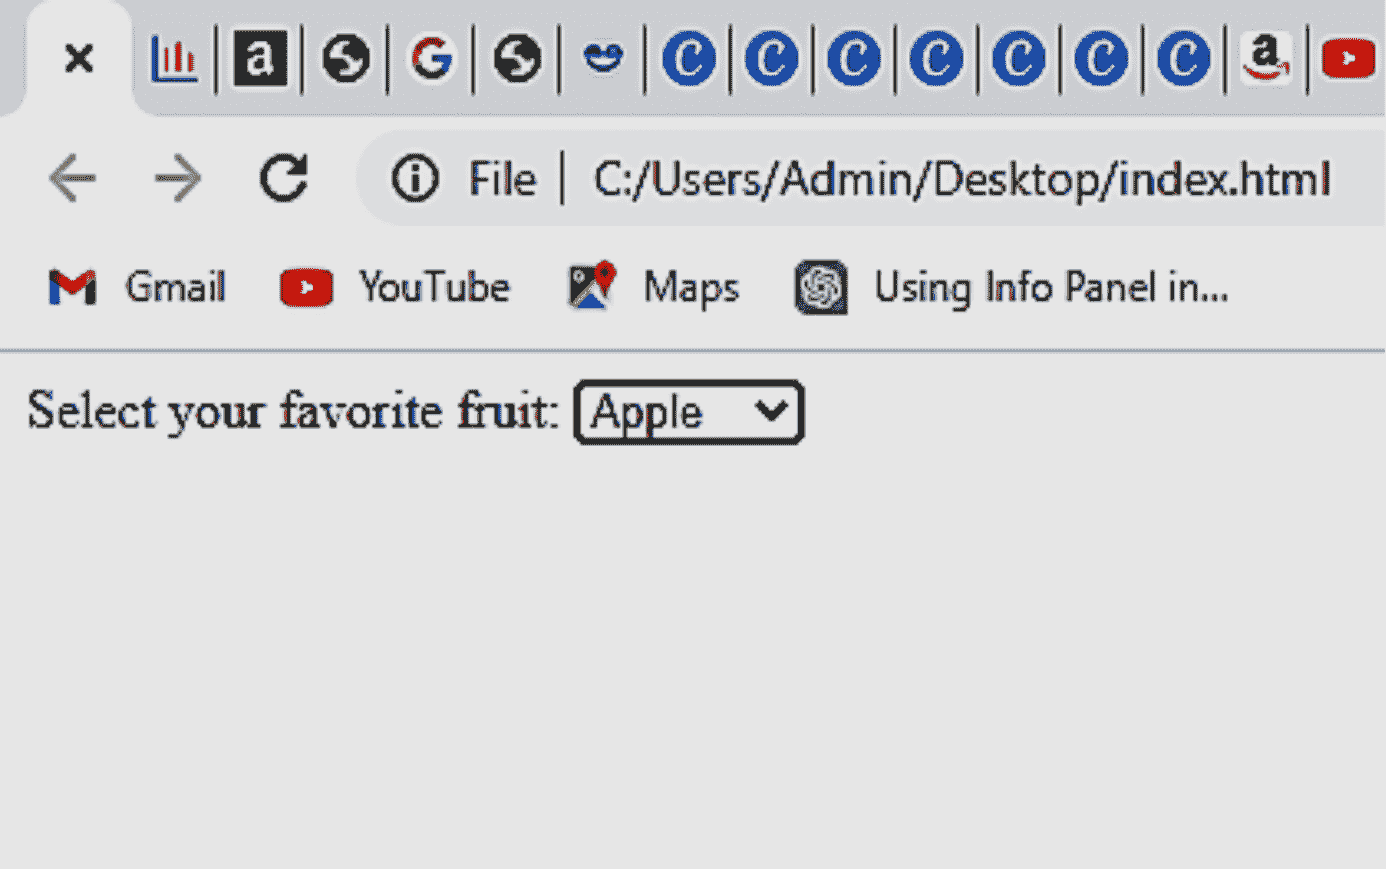 File | C:/Users/Admin/Desktop/index.html
Gmail YouTube Maps Using Info Panel in...
Select your favorite fruit: Apple